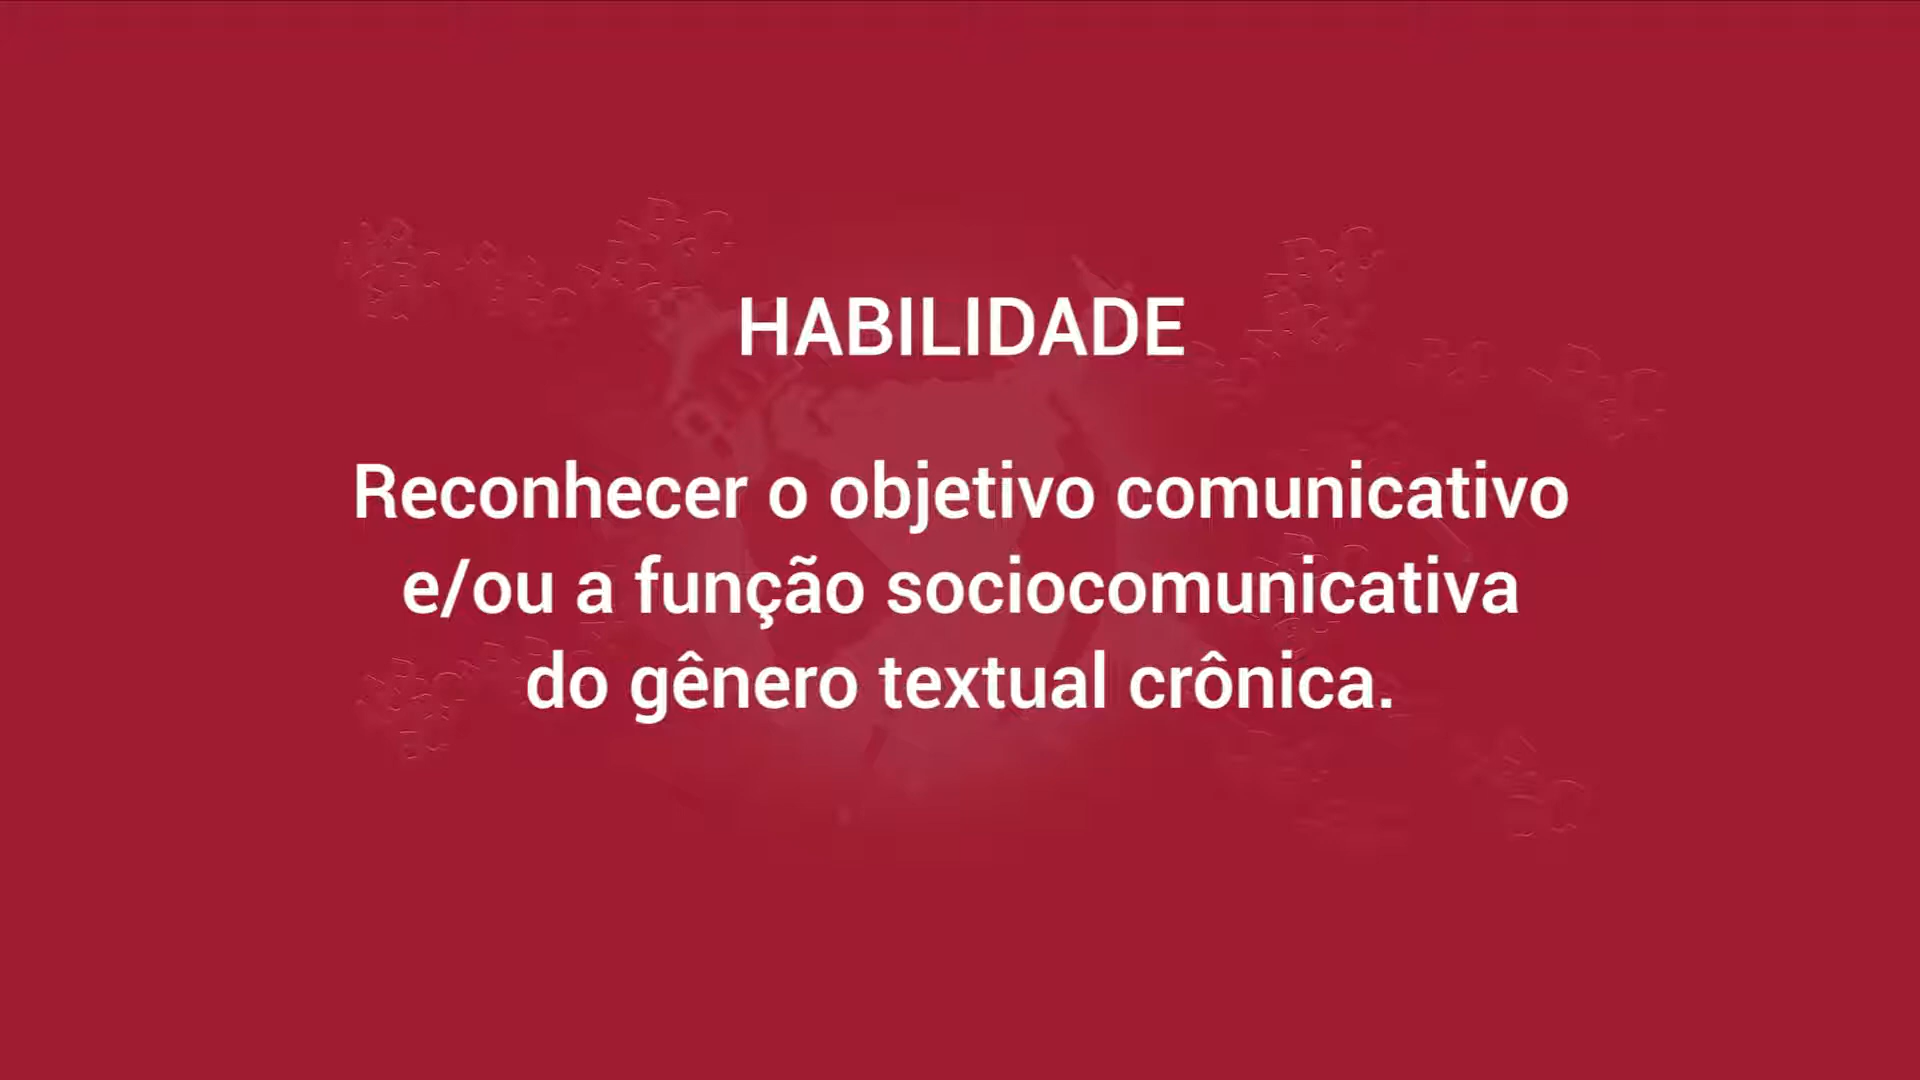 HABILIDADE
Reconhecer o objetivo comunicativo
e/ou a função sociocomunicativa
do gênero textual crônica.